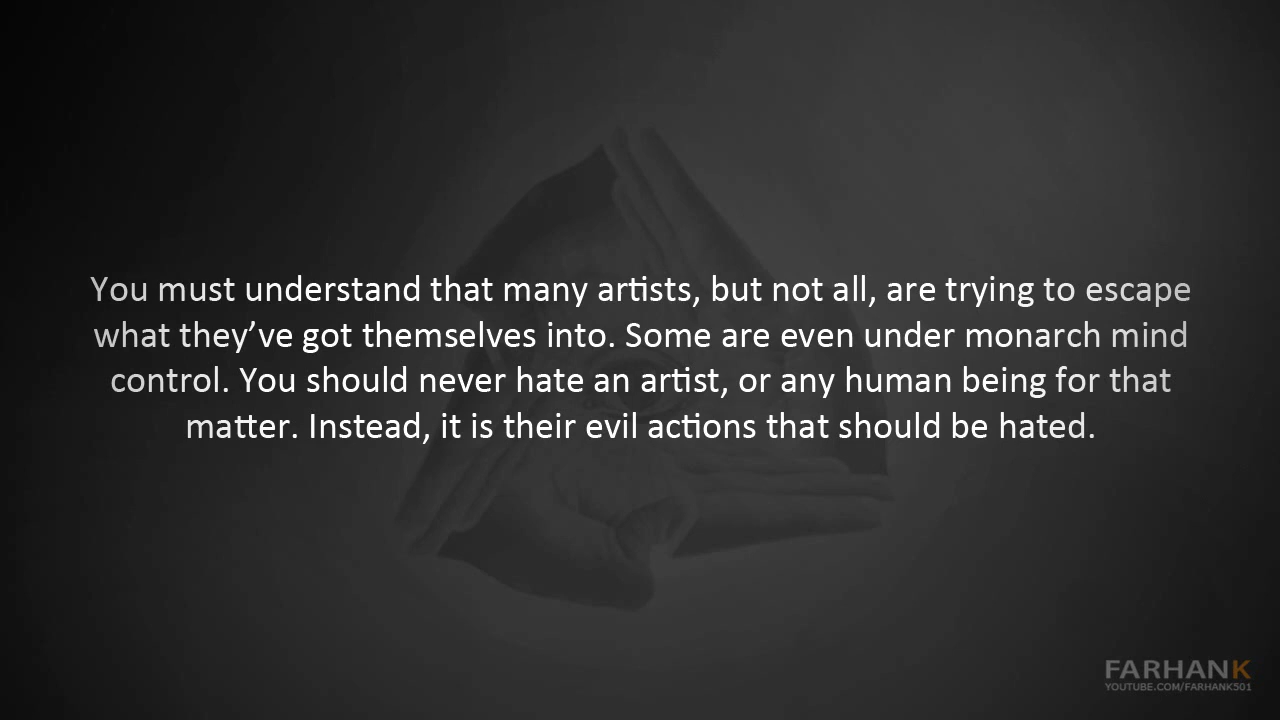 You must understand that many artists, but not all, are trying to escape
what they’ve got themselves into. Some are even under monarch mind
control. You should never hate an artist, or any human being for that
matter. Instead, it is their evil actions that should be hated.
FARHANK
YOUTUBE.COM/FARHANK501